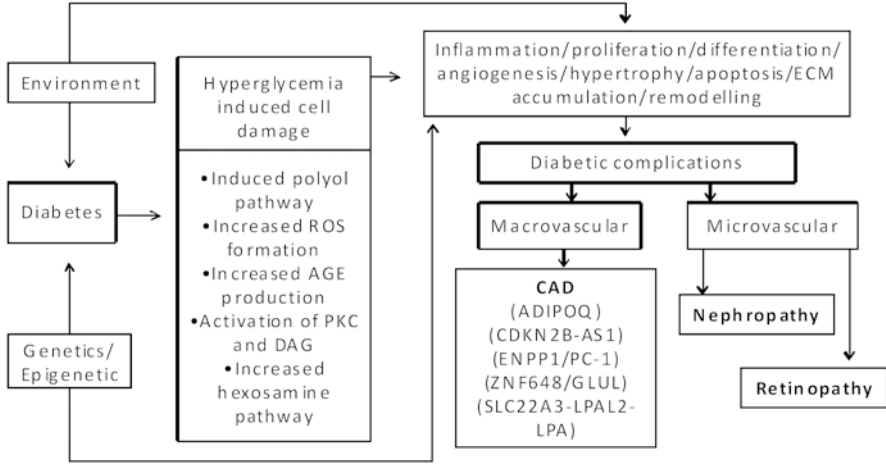 Environment
Diabetes
Genetics/
Epigenetic
Hyperglycemia
induced cell
damage
•Induced polyol
pathway
•Increased ROS
formation
•Increased AGE
production
•Activation of PKC
and DAG
•Increased
hexosamine
pathway
Inflammation/proliferation/differentiation/
angiogenesis/hypertrophy/apoptosis/ECM
accumulation/remodelling
Diabetic complications
Macrovascular
Microvascular
CAD
(ADIPOQ)
(CDKN2B-AS1)
(ENPP1/PC-1)
(ZNF648/GLUL)
(SLC22A3-LPAL2-
LPA)
Nephropathy
Retinopathy